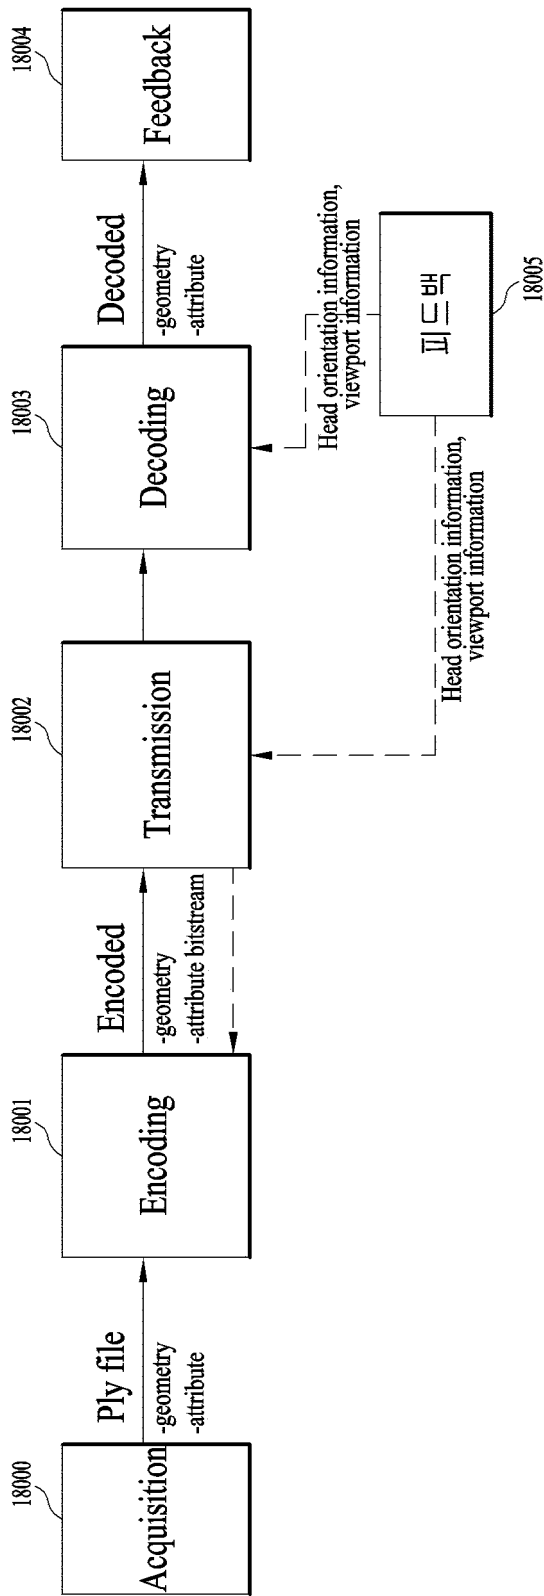 18000
Acquisition
Ply file
-geometry
-attribute
18001
Encoding
Encoded
-geometry
-attribute bitstream
18002
Transmission
18003
Decoding
Decoded
-geometry
-attribute
18004
Feedback
Head orientation information,
viewport information
Head orientation information,
viewport information
피드백
18005